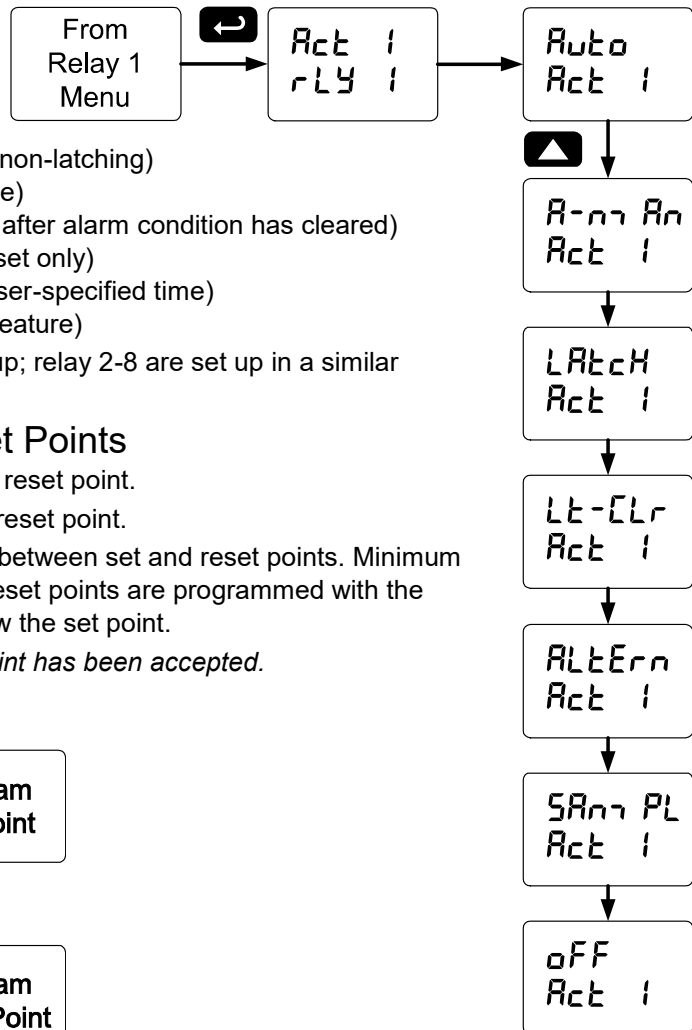 From
Relay 1
Menu
Act 1
rLY 1
Auto
Act 1
non-latching)
e)
after alarm condition has cleared)
set only)
ser-specified time)
eature)
up; relay 2-8 are set up in a similar
et Points
reset point.
reset point.
between set and reset points. Minimum
eset points are programmed with the
w the set point.
int has been accepted.
am
oint
am
Point
A-m An
Act 1
LAtcH
Act 1
Lt-CLr
Act 1
ALtErn
Act 1
SAm PL
Act 1
oFF
Act 1